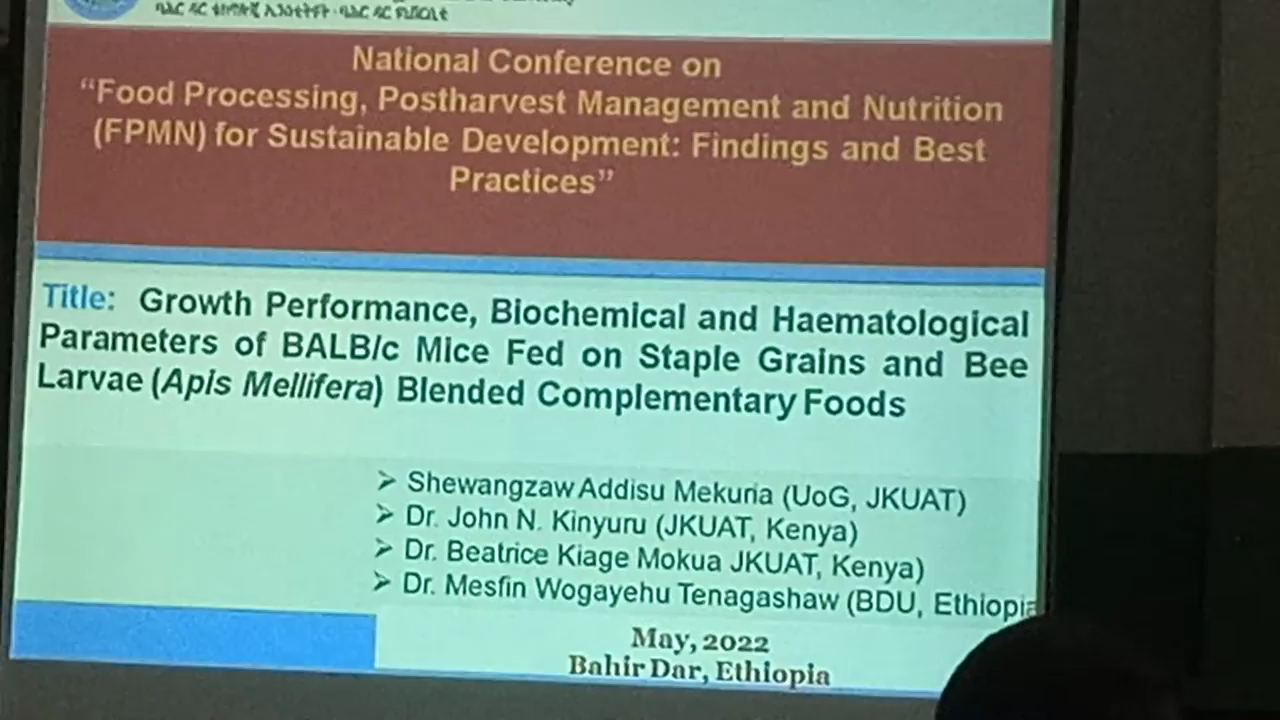 National Conference on
“Food Processing, Postharvest Management and Nutrition
(FPMN) for Sustainable Development: Findings and Best
Practices”
Title: Growth Performance, Biochemical and Haematological
Parameters of BALB/c Mice Fed on Staple Grains and Bee
Larvae (Apis Mellifera) Blended Complementary Foods
➢ Shewangzaw Addisu Mekuria (UoG, JKUAT)
➢ Dr. John N. Kinyuru (JKUAT, Kenya)
➢ Dr. Beatrice Kiage Mokua JKUAT, Kenya)
➢ Dr. Mesfin Wogayehu Tenagashaw (BDU, Ethiopia
May, 2022
Bahir Dar, Ethiopia